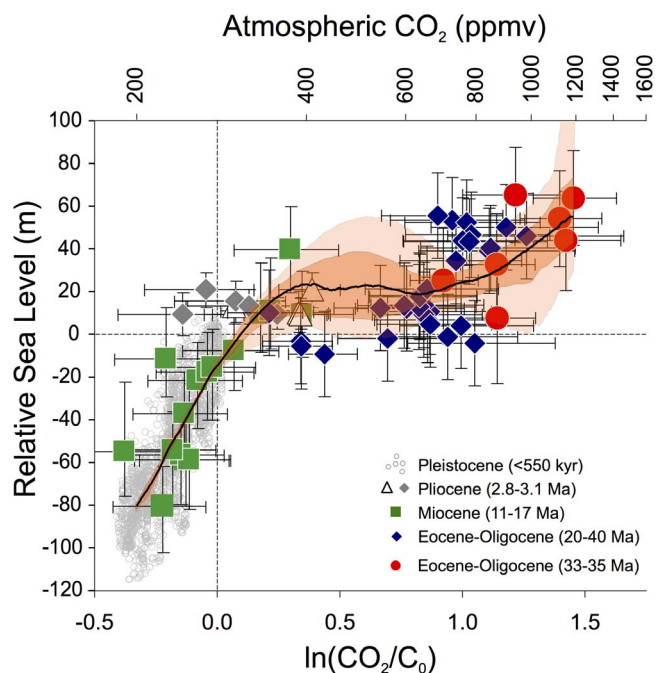 Atmospheric CO₂ (ppmv)
200 400 600 800 1000 1200 1400 1600
Relative Sea Level (m)
100
80
60
40
20
0
-20
-40
-60
-80
-100
-120
Pleistocene (<550 kyr)
Pliocene (2.8-3.1 Ma)
Miocene (11-17 Ma)
Eocene-Oligocene (20-40 Ma)
Eocene-Oligocene (33-35 Ma)
-0.5 0.0 0.5 1.0 1.5
ln(CO₂/C₀)